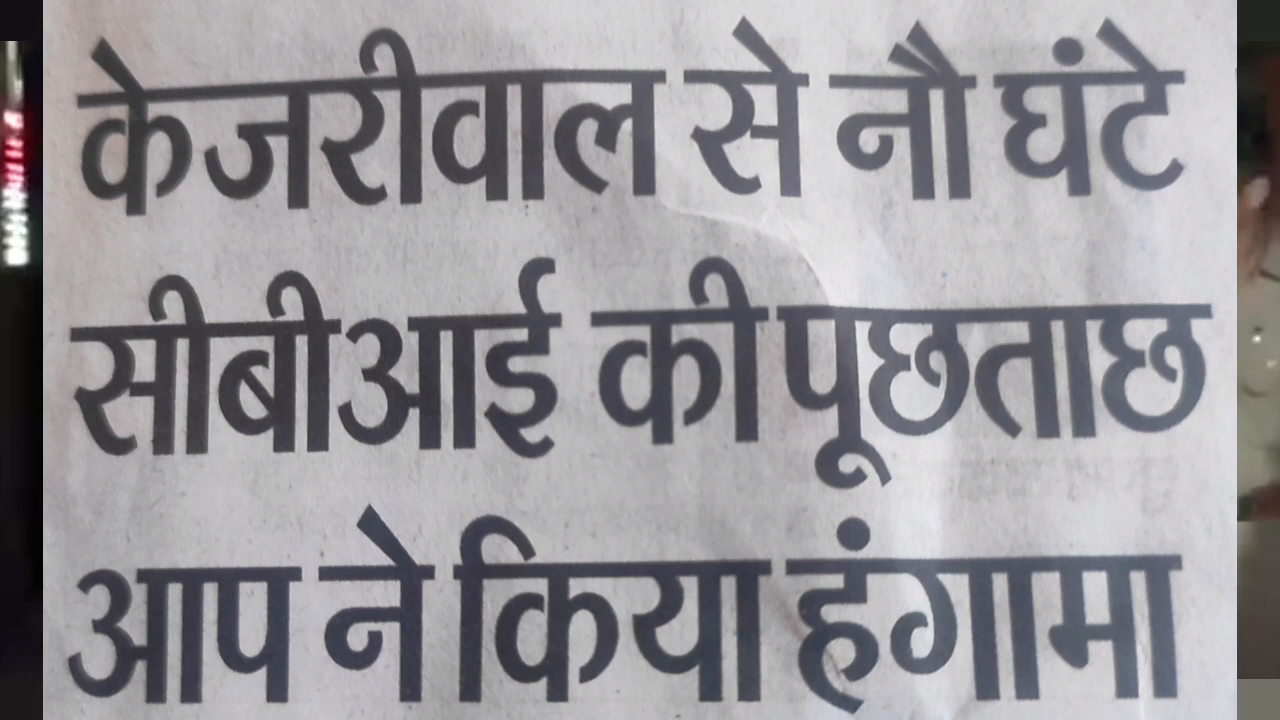 केजरीवाल से नौ घंटे
सीबीआई की पूछताछ
आप ने किया हंगामा